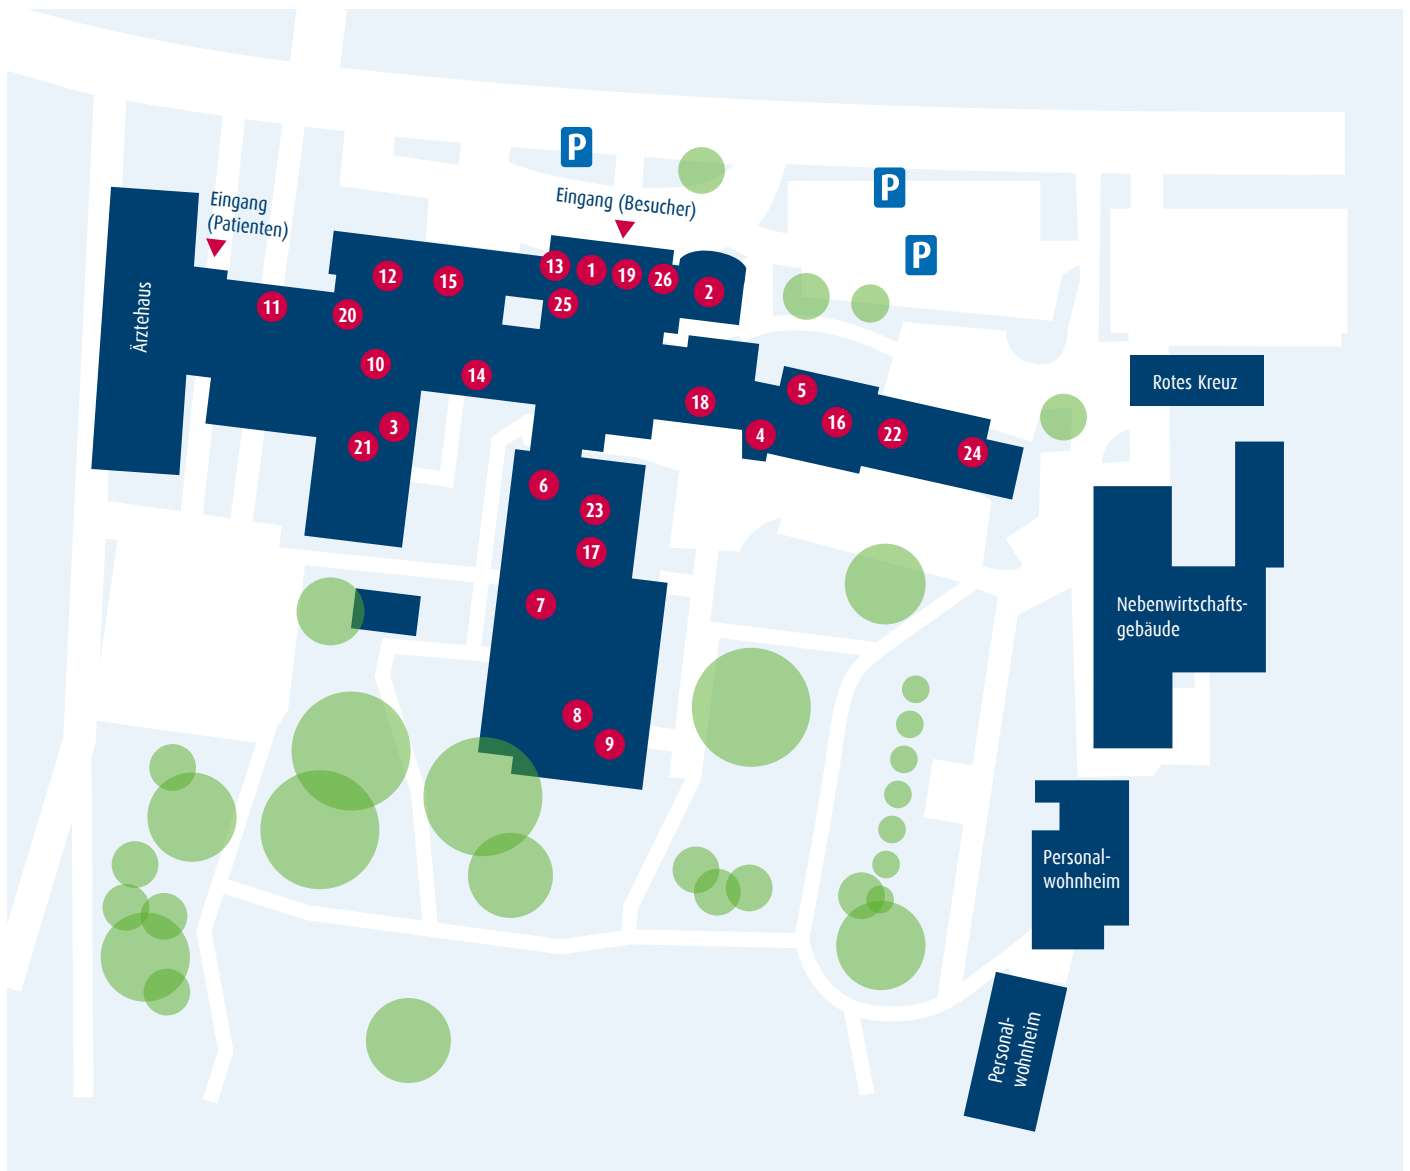 P
P
Eingang
(Patienten)
Eingang (Besucher)
P
13
1
19
26
2
12
15
11
20
25
Ärztehaus
10
14
Rotes Kreuz
5
18
16
3
21
4
22
24
6
23
17
7
Nebenwirtschafts-
gebäude
8
9
Personal-
wohnheim
Personal-
wohnheim